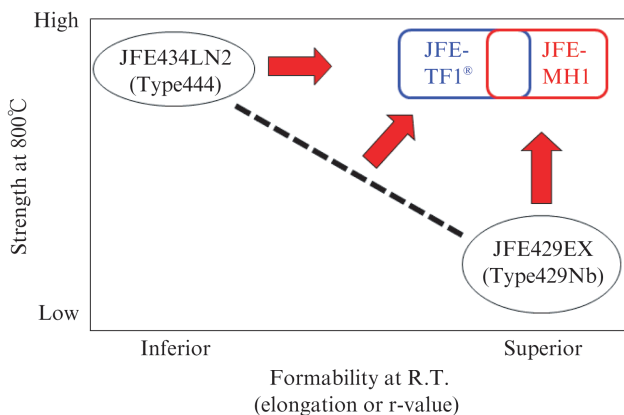 High
JFE434LN2
(Type444)
JFE-
TF1®
JFE-
MH1
Strength at 800℃
JFE429EX
(Type429Nb)
Low
Inferior
Superior
Formability at R.T.
(elongation or r-value)